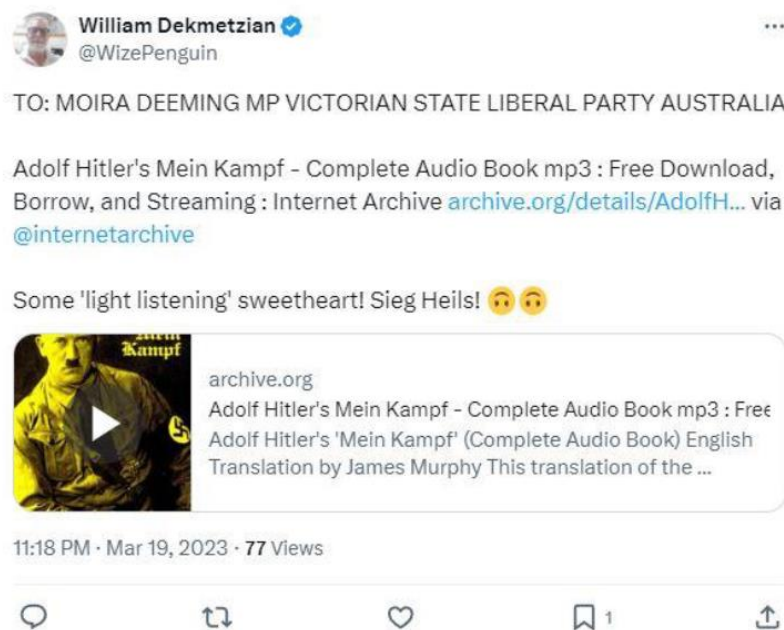 William Dekmetzian
@WizePenguin
TO: MOIRA DEEMING MP VICTORIAN STATE LIBERAL PARTY AUSTRALIA
Adolf Hitler's Mein Kampf - Complete Audio Book mp3 : Free Download,
Borrow, and Streaming : Internet Archive archive.org/details/AdolfH... via
@internetarchive
Some 'light listening' sweetheart! Sieg Heils! 🙃🙃
Mein
Kampf
archive.org
Adolf Hitler's Mein Kampf - Complete Audio Book mp3 : Free
Adolf Hitler's 'Mein Kampf' (Complete Audio Book) English
Translation by James Murphy This translation of the ...
11:18 PM · Mar 19, 2023 · 77 Views
1